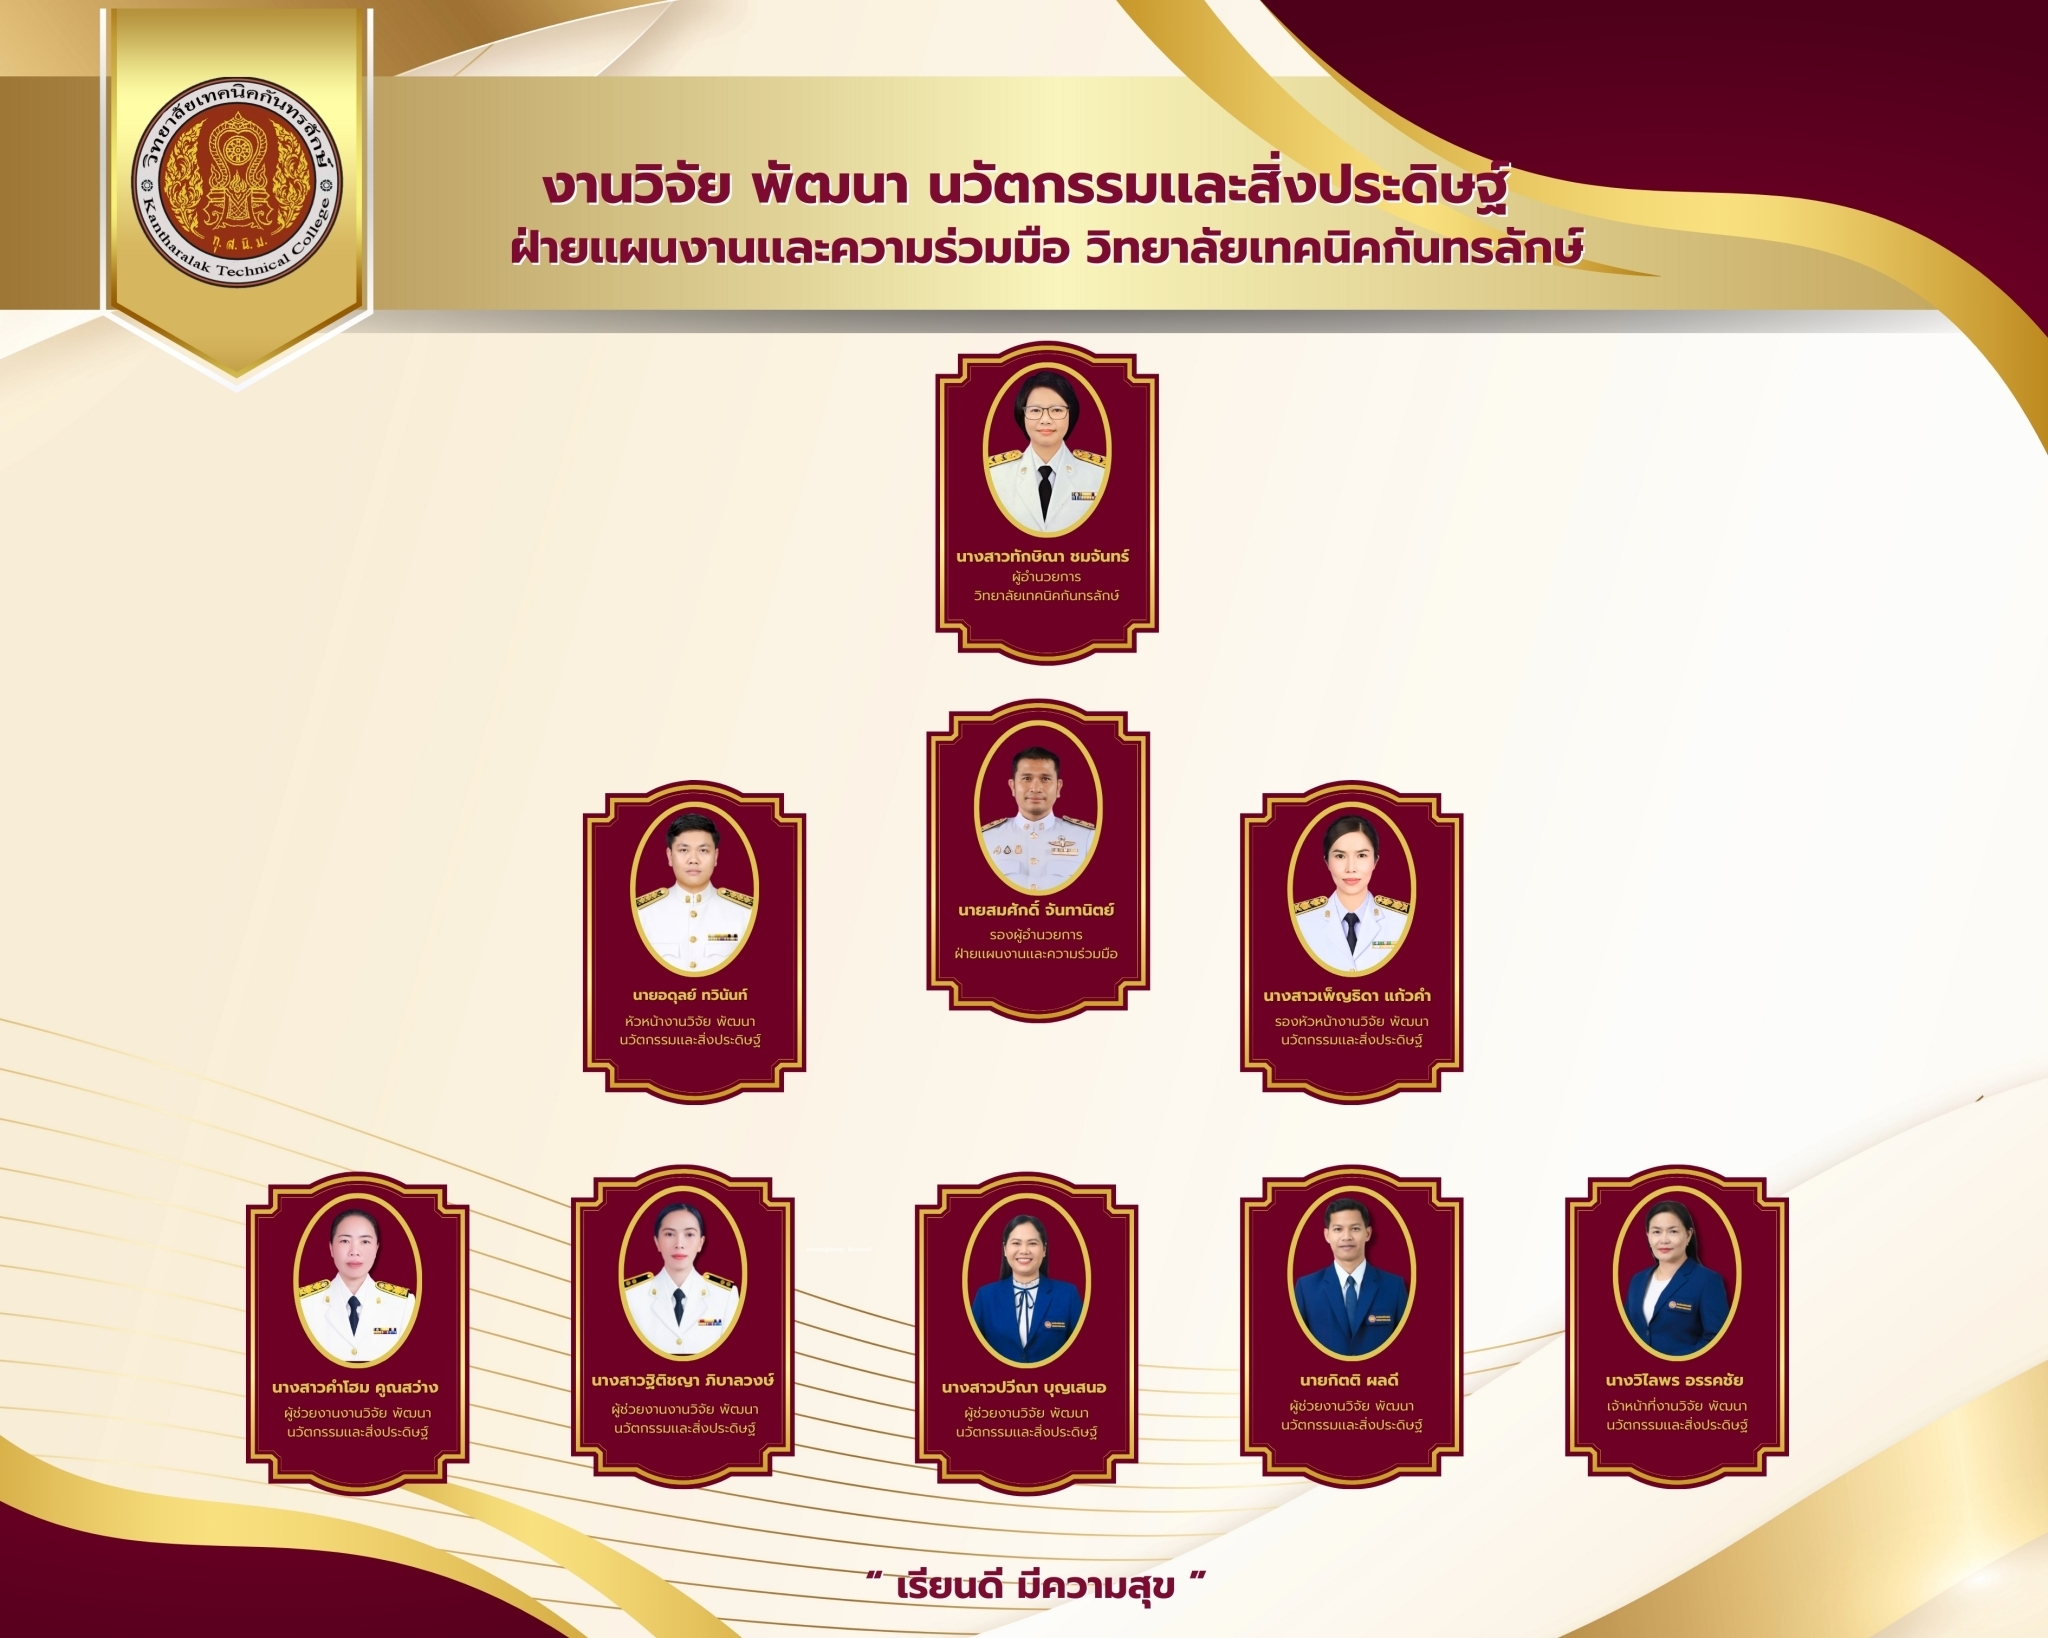 วิทยาลัยเทคนิคกันทรลักษ์
ทุ. ส. นิ. ม.
Kantharalak Technical College
งานวิจัย พัฒนา นวัตกรรมและสิ่งประดิษฐ์
ฝ่ายแผนงานและความร่วมมือ วิทยาลัยเทคนิคกันทรลักษ์
นางสาวทักษิณา ชมจันทร์
ผู้อำนวยการ
วิทยาลัยเทคนิคกันทรลักษ์
นายสมศักดิ์ จันทานิตย์
รองผู้อำนวยการ
ฝ่ายแผนงานและความร่วมมือ
นายอดุลย์ ทวินันท์
หัวหน้างานวิจัย พัฒนา
นวัตกรรมและสิ่งประดิษฐ์
นางสาวเพ็ญธิดา แก้วคำ
รองหัวหน้างานวิจัย พัฒนา
นวัตกรรมและสิ่งประดิษฐ์
นางสาวคำโฮม คูณสว่าง
ผู้ช่วยงานงานวิจัย พัฒนา
นวัตกรรมและสิ่งประดิษฐ์
นางสาวฐิติชญา ภิบาลวงษ์
ผู้ช่วยงานงานวิจัย พัฒนา
นวัตกรรมและสิ่งประดิษฐ์
นางสาวปวีณา บุญเสนอ
ผู้ช่วยงานวิจัย พัฒนา
นวัตกรรมและสิ่งประดิษฐ์
นายกิตติ ผลดี
ผู้ช่วยงานวิจัย พัฒนา
นวัตกรรมและสิ่งประดิษฐ์
นางวิไลพร อรรคชัย
เจ้าหน้าที่งานวิจัย พัฒนา
นวัตกรรมและสิ่งประดิษฐ์
“ เรียนดี มีความสุข ”